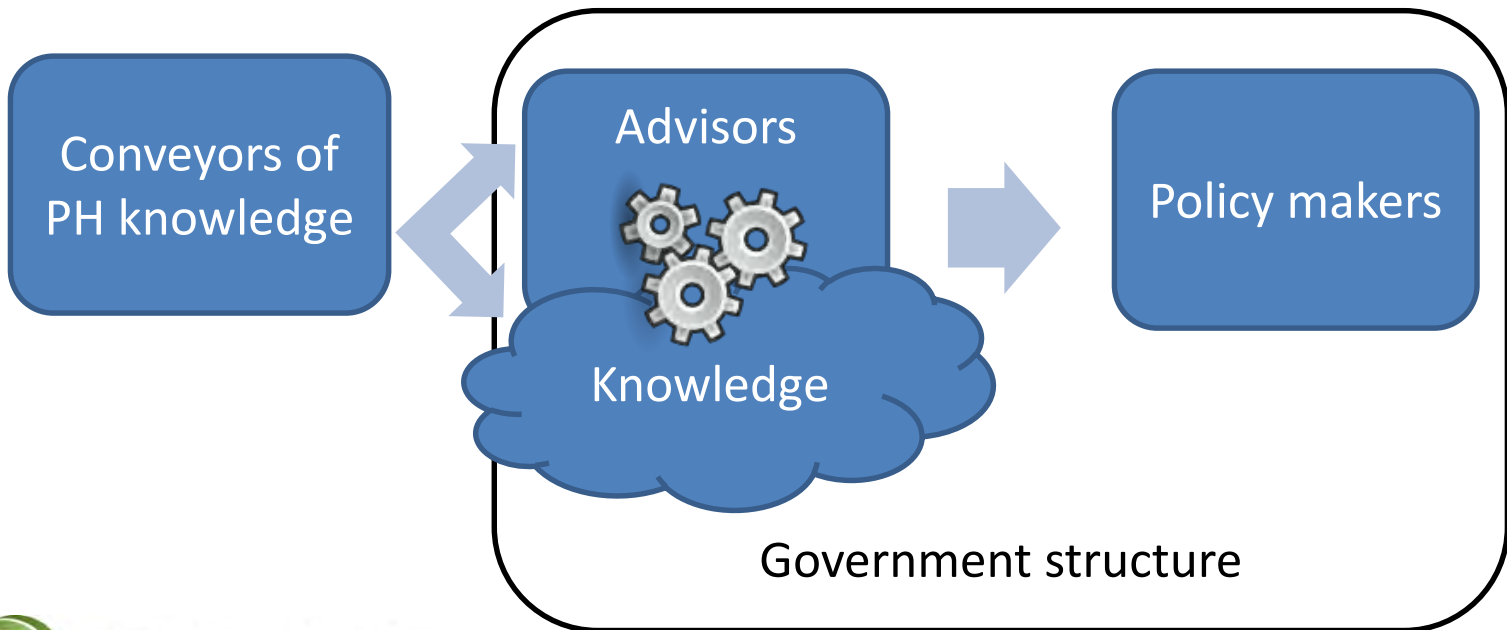 Conveyors of
PH knowledge
Advisors
Knowledge
Policy makers
Government structure